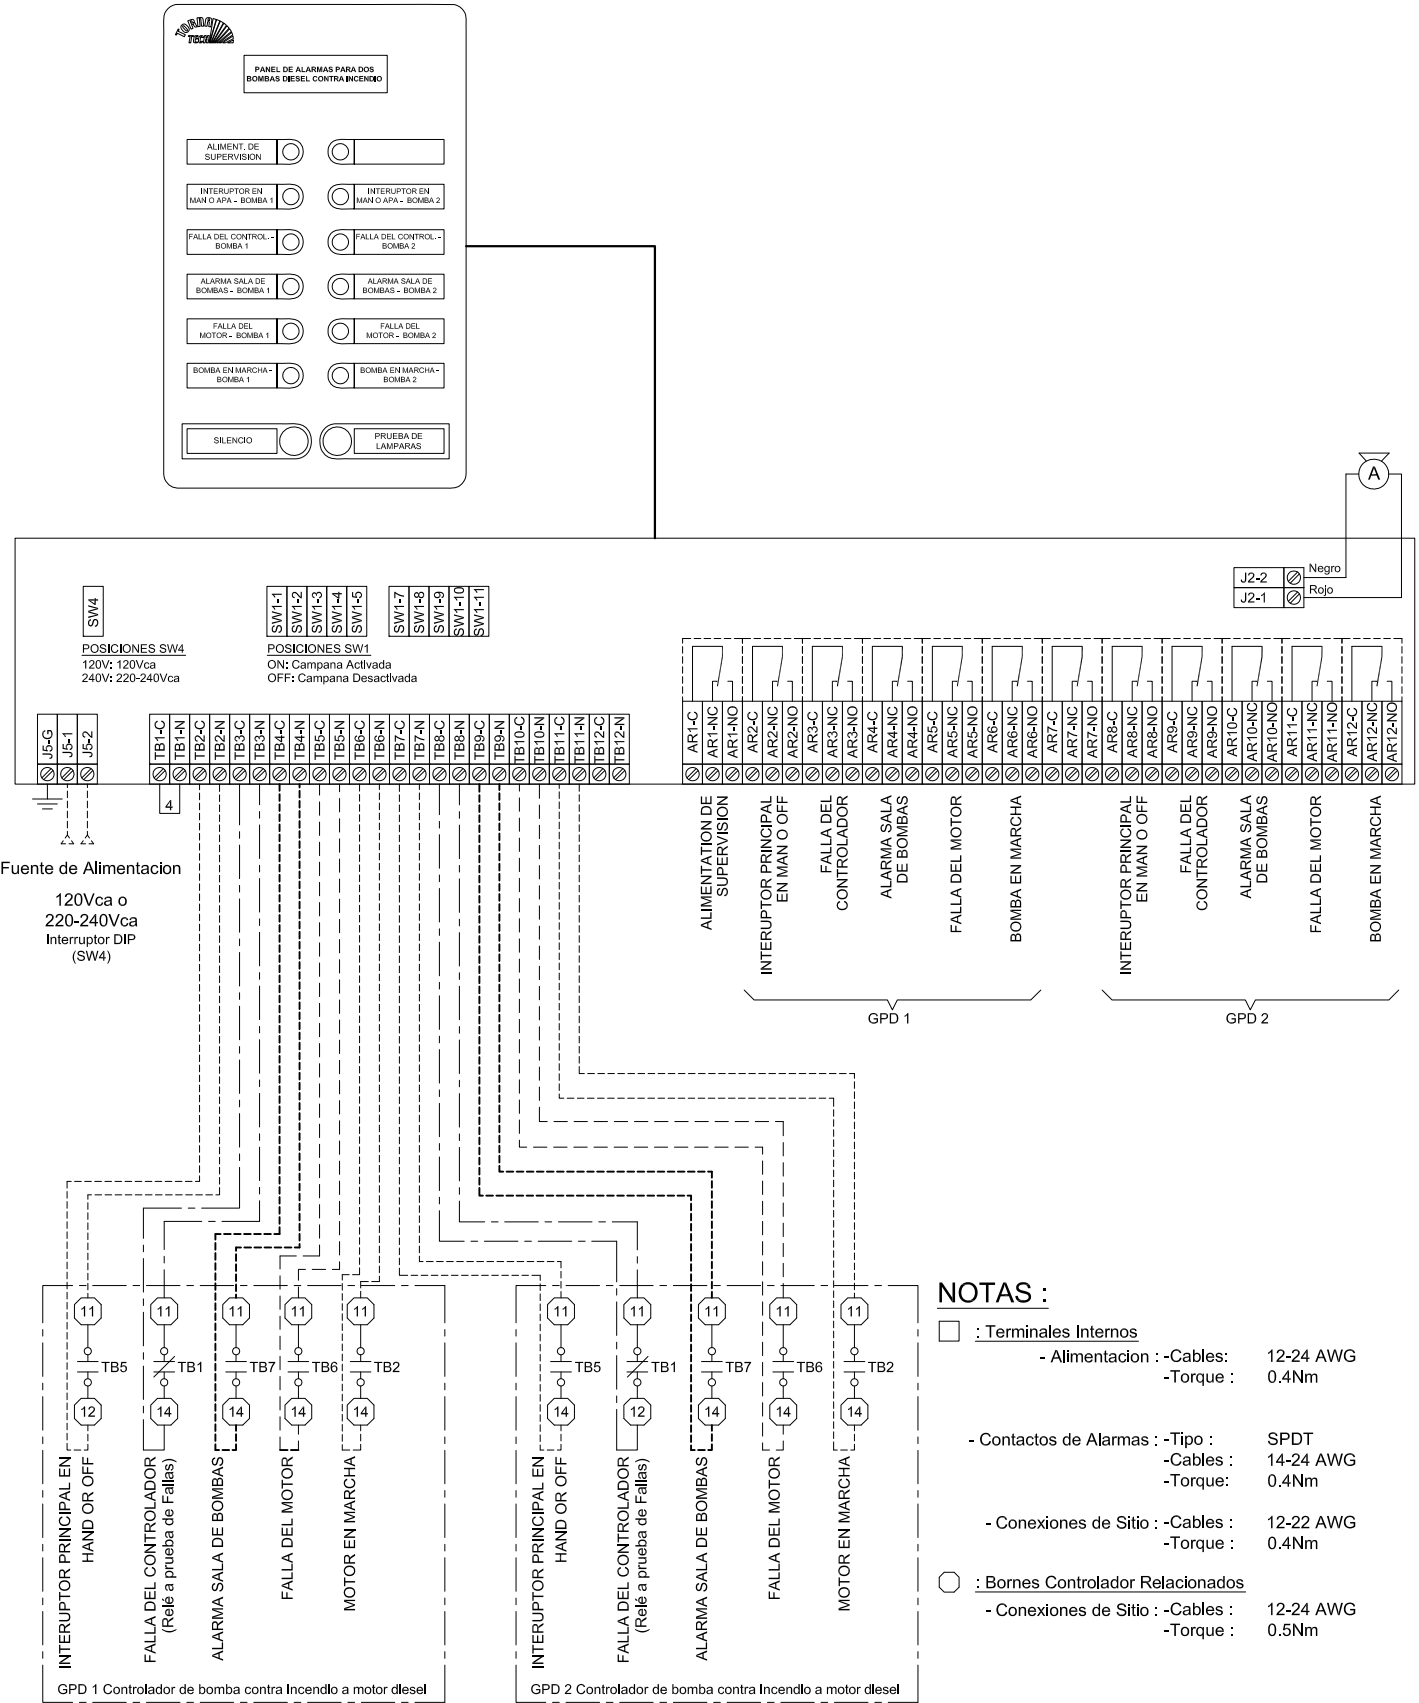 TORNA
TECH
PANEL DE ALARMAS PARA DOS
BOMBAS DIESEL CONTRA INCENDIO
ALIMENT. DE
SUPERVISION
INTERUPTOR EN
MAN O APA - BOMBA 1
INTERUPTOR EN
MAN O APA - BOMBA 2
FALLA DEL CONTROL.-
BOMBA 1
FALLA DEL CONTROL.-
BOMBA 2
ALARMA SALA DE
BOMBAS - BOMBA 1
ALARMA SALA DE
BOMBAS - BOMBA 2
FALLA DEL
MOTOR - BOMBA 1
FALLA DEL
MOTOR - BOMBA 2
BOMBA EN MARCHA-
BOMBA 1
BOMBA EN MARCHA-
BOMBA 2
SILENCIO
PRUEBA DE
LAMPARAS
A
J2-2
Negro
J2-1
Rojo
SW4
POSICIONES SW4
120V: 120Vca
240V: 220-240Vca
SW1-1
SW1-2
SW1-3
SW1-4
SW1-5
SW1-7
SW1-8
SW1-9
SW1-10
SW1-11
POSICIONES SW1
ON: Campana Activada
OFF: Campana Desactivada
J5-G
J5-1
J5-2
TB1-C
TB1-N
TB2-C
TB2-N
TB3-C
TB3-N
TB4-C
TB4-N
TB5-C
TB5-N
TB6-C
TB6-N
TB7-C
TB7-N
TB8-C
TB8-N
TB9-C
TB9-N
TB10-C
TB10-N
TB11-C
TB11-N
TB12-C
TB12-N
AR1-C
AR1-NC
AR1-NO
AR2-C
AR2-NC
AR2-NO
AR3-C
AR3-NC
AR3-NO
AR4-C
AR4-NC
AR4-NO
AR5-C
AR5-NC
AR5-NO
AR6-C
AR6-NC
AR6-NO
AR7-C
AR7-NC
AR7-NO
AR8-C
AR8-NC
AR8-NO
AR9-C
AR9-NC
AR9-NO
AR10-C
AR10-NC
AR10-NO
AR11-C
AR11-NC
AR11-NO
AR12-C
AR12-NC
AR12-NO
4
Fuente de Alimentacion
120Vca o
220-240Vca
Interruptor DIP
(SW4)
ALIMENTATION DE
SUPERVISION
INTERUPTOR PRINCIPAL
EN MAN O OFF
FALLA DEL
CONTROLADOR
ALARMA SALA
DE BOMBAS
FALLA DEL MOTOR
BOMBA EN MARCHA
INTERUPTOR PRINCIPAL
EN MAN O OFF
FALLA DEL
CONTROLADOR
ALARMA SALA
DE BOMBAS
FALLA DEL MOTOR
BOMBA EN MARCHA
GPD 1
GPD 2
11
11
11
11
11
TB5
TB1
TB7
TB6
TB2
12
14
14
14
14
INTERUPTOR PRINCIPAL EN
HAND OR OFF
FALLA DEL CONTROLADOR
(Relé a prueba de Fallas)
ALARMA SALA DE BOMBAS
FALLA DEL MOTOR
MOTOR EN MARCHA
GPD 1 Controlador de bomba contra Incendio a motor diesel
11
11
11
11
11
TB5
TB1
TB7
TB6
TB2
14
12
14
14
14
INTERUPTOR PRINCIPAL EN
HAND OR OFF
FALLA DEL CONTROLADOR
(Relé a prueba de Fallas)
ALARMA SALA DE BOMBAS
FALLA DEL MOTOR
MOTOR EN MARCHA
GPD 2 Controlador de bomba contra Incendio a motor diesel
NOTAS :
: Terminales Internos
- Alimentacion : -Cables: 12-24 AWG
-Torque : 0.4Nm
- Contactos de Alarmas : -Tipo : SPDT
-Cables : 14-24 AWG
-Torque: 0.4Nm
- Conexiones de Sitio : -Cables : 12-22 AWG
-Torque : 0.4Nm
: Bornes Controlador Relacionados
- Conexiones de Sitio : -Cables : 12-24 AWG
-Torque : 0.5Nm